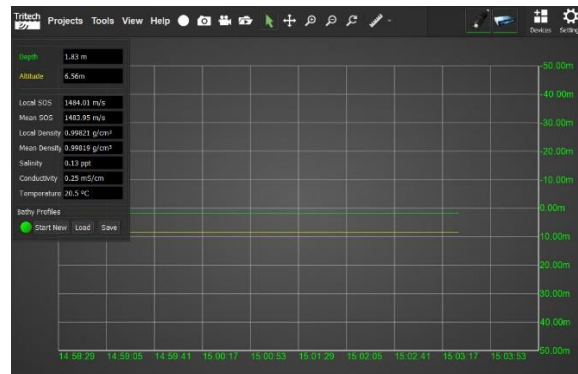 Tritech Projects Tools View Help
Devices Setting
Depth 1.83 m
Altitude 6.56m
Local SOS 1484.01 m/s
Mean SOS 1483.95 m/s
Local Density 0.99821 g/cm³
Mean Density 0.99819 g/cm³
Salinity 0.13 ppt
Conductivity 0.25 mS/cm
Temperature 20.5 ºC
Bathy Profiles
Start New Load Save
-50.00m
-40.00m
-30.00m
-20.00m
-10.00m
0.00m
10.00m
20.00m
30.00m
40.00m
50.00m
14:58:29 14:59:05 14:59:41 15:00:17 15:00:53 15:01:29 15:02:05 15:02:41 15:03:17 15:03:53